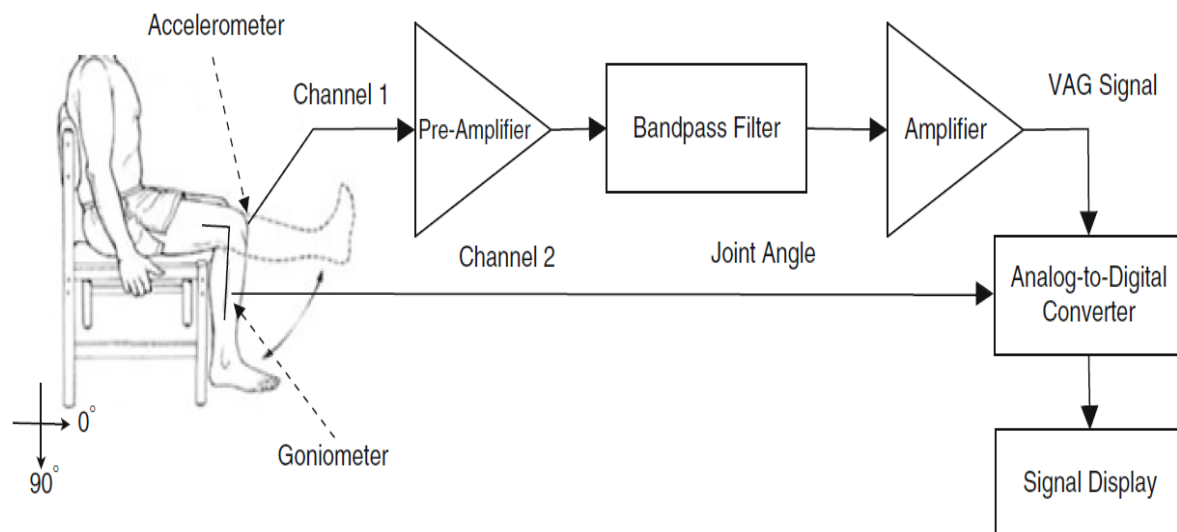 Accelerometer
Channel 1
Pre-Amplifier
Bandpass Filter
Amplifier
VAG Signal
Channel 2
Joint Angle
Analog-to-Digital
Converter
0°
90°
Goniometer
Signal Display